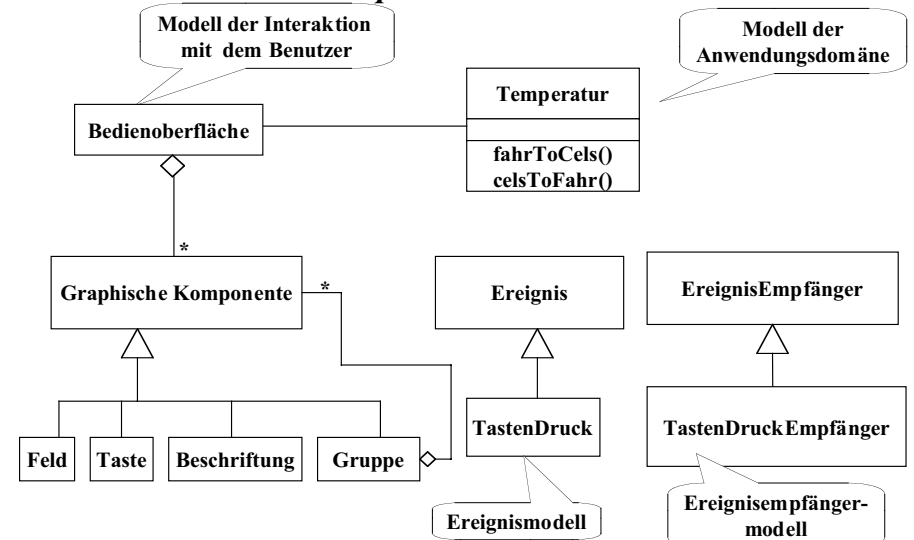 Modell der Interaktion
mit dem Benutzer
Modell der
Anwendungsdomäne
Temperatur
Bedienoberfläche
fahrToCels()
celsToFahr()
*
Graphische Komponente
*
Ereignis
EreignisEmpfänger
TastenDruck
TastenDruckEmpfänger
Feld
Taste
Beschriftung
Gruppe
Ereignismodell
Ereignisempfänger-
modell